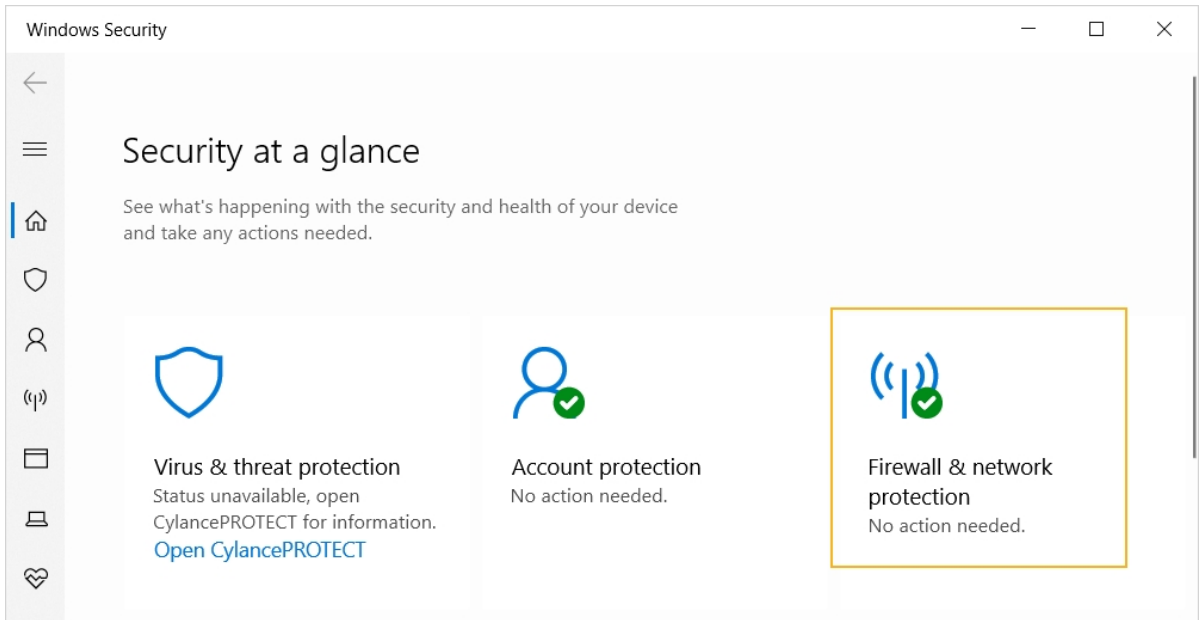 Windows Security
Security at a glance
See what's happening with the security and health of your device
and take any actions needed.
Virus & threat protection
Status unavailable, open
CylancePROTECT for information.
Open CylancePROTECT
Account protection
No action needed.
Firewall & network
protection
No action needed.